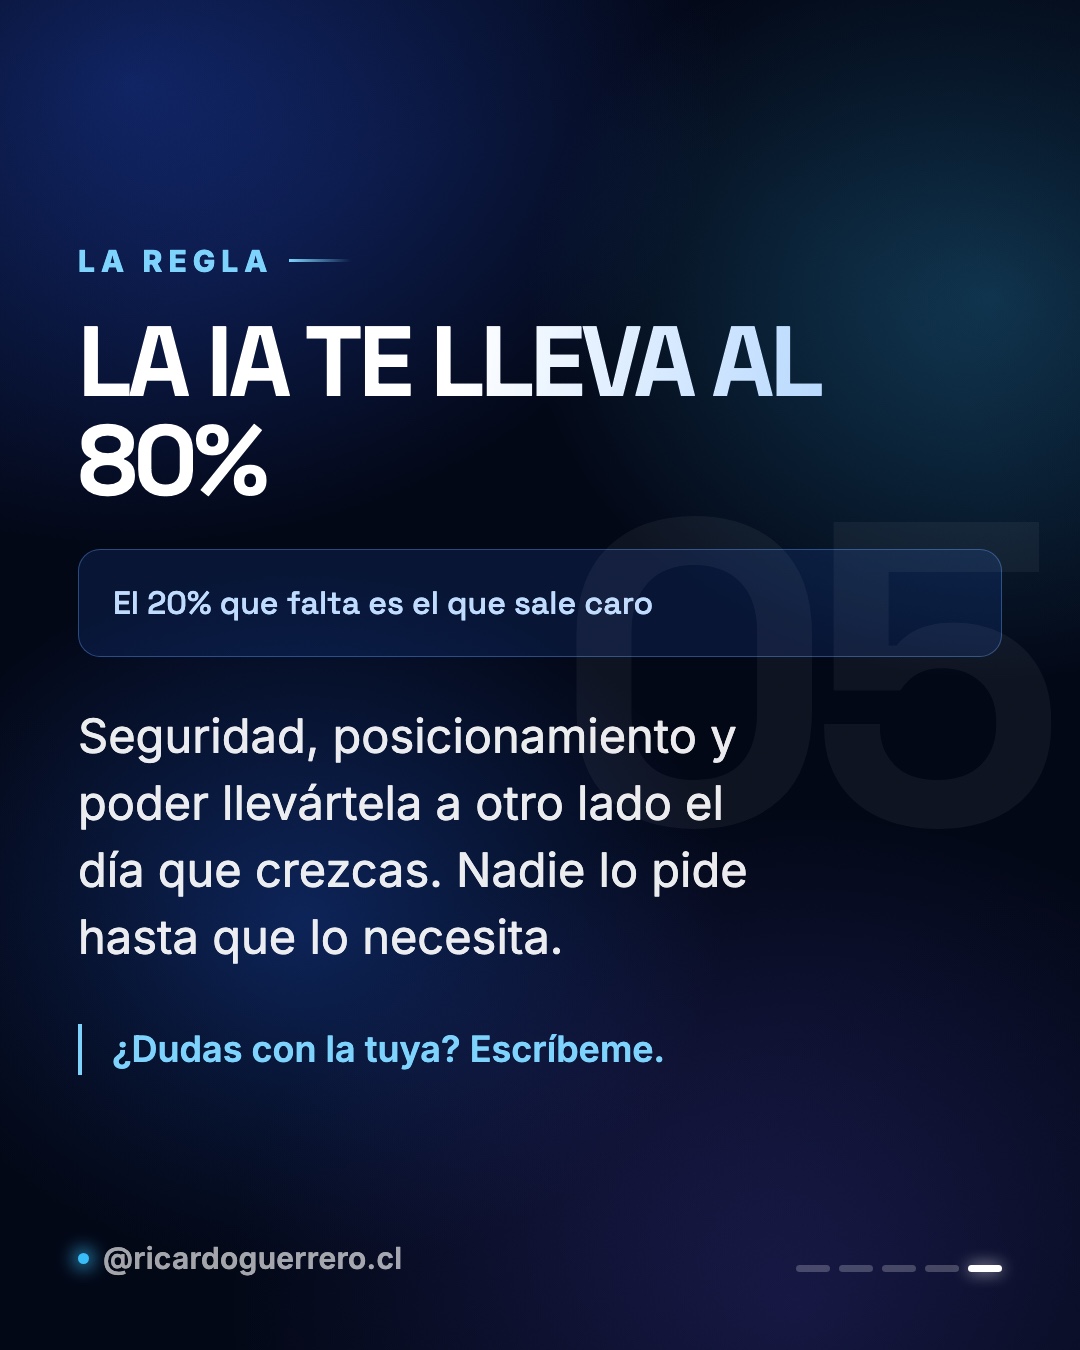 LA REGLA
LA IA TE LLEVA AL
80%
05
El 20% que falta es el que sale caro
Seguridad, posicionamiento y
poder llevártela a otro lado el
día que crezcas. Nadie lo pide
hasta que lo necesita.
¿Dudas con la tuya? Escríbeme.
@ricardoguerrero.cl